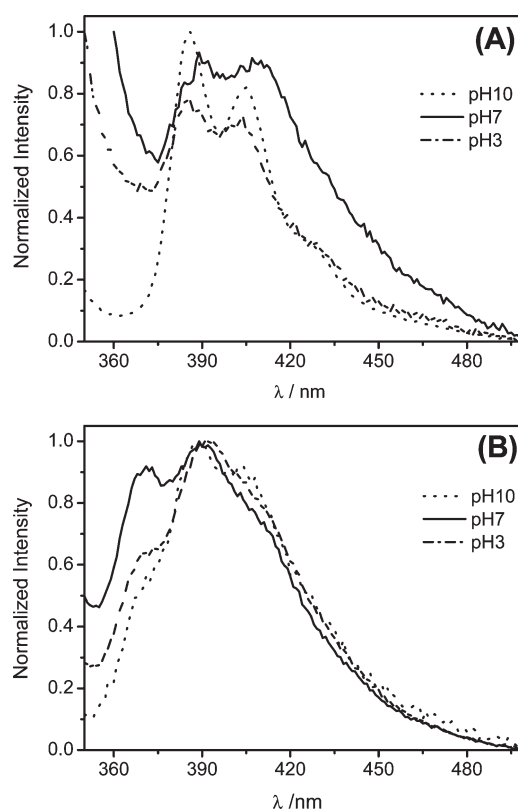 (A)
1.0
0.8
0.6
0.4
0.2
0.0
Normalized Intensity
pH10
pH7
pH3
360 390 420 450 480
λ / nm
(B)
1.0
0.8
0.6
0.4
0.2
0.0
Normalized Intensity
pH10
pH7
pH3
360 390 420 450 480
λ / nm